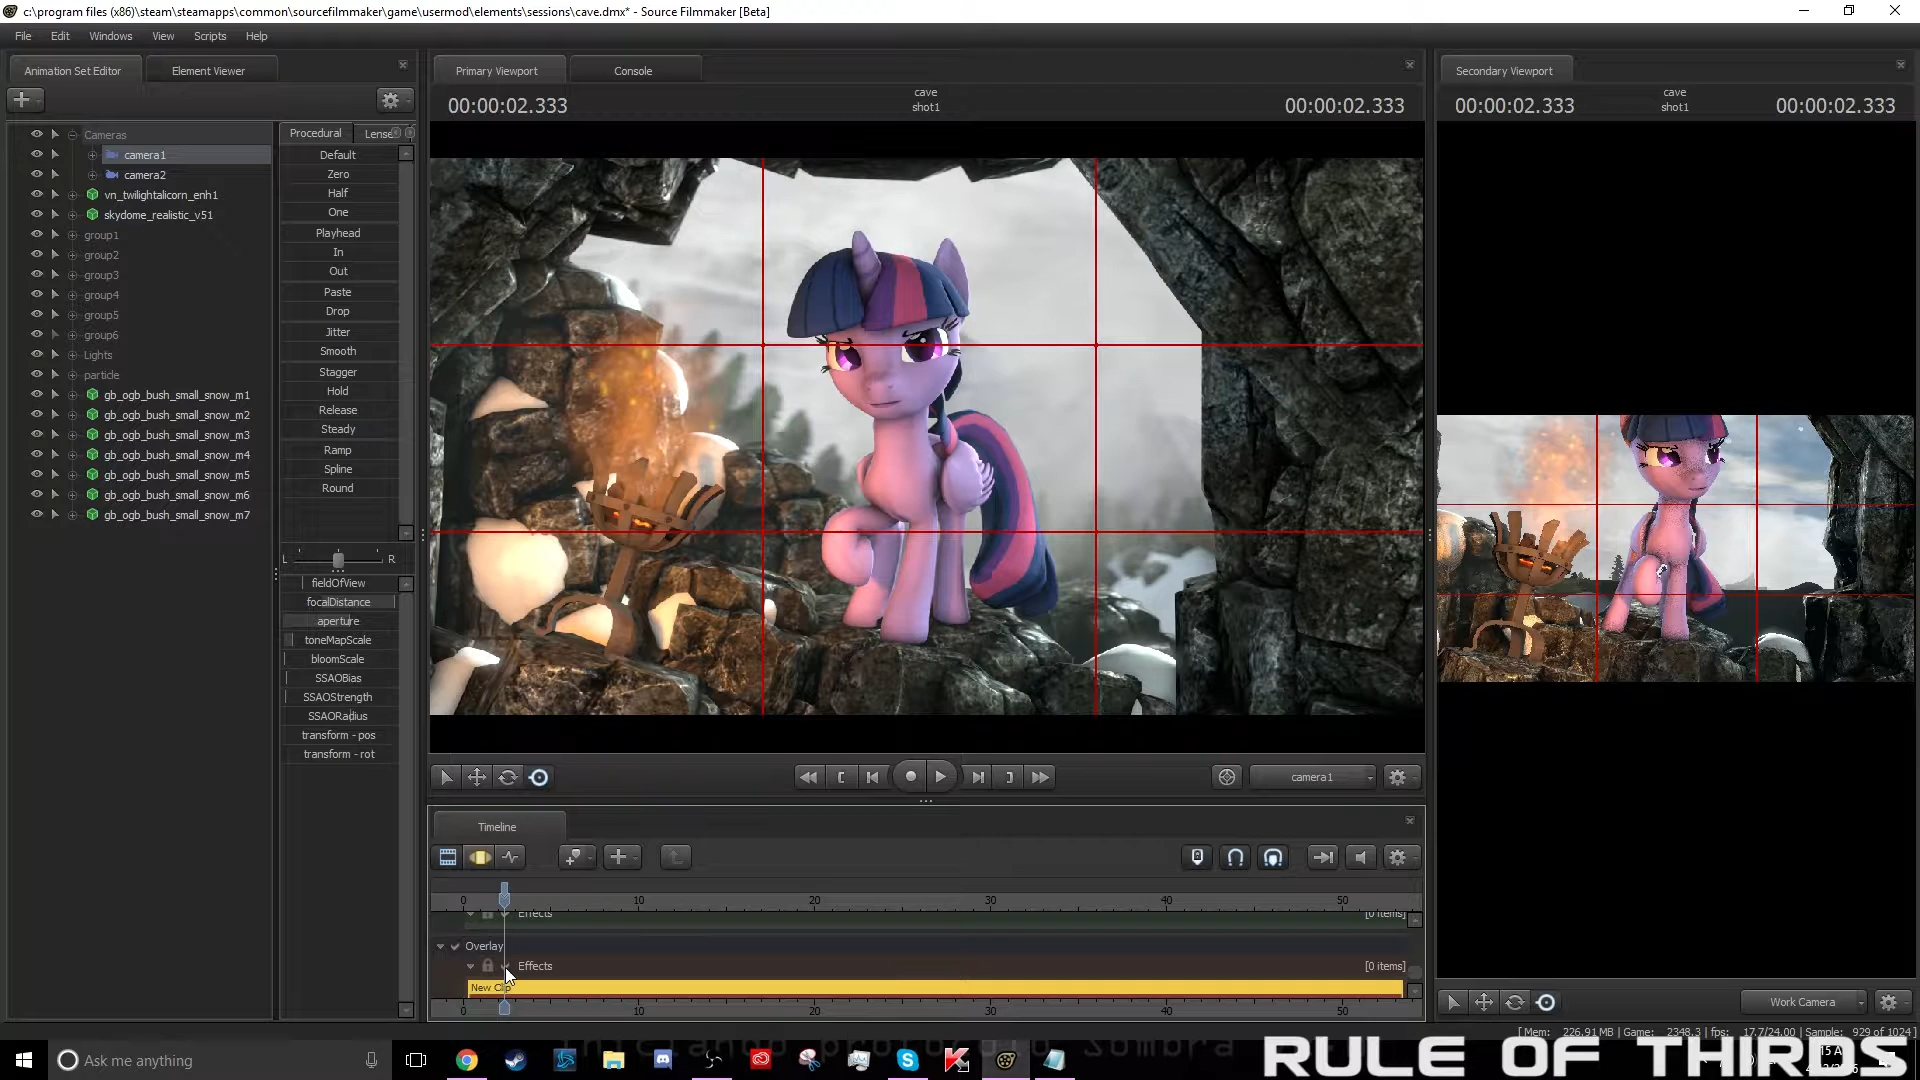 c:\program files (x86)\steam\steamapps\common\sourcefilmmaker\game\usermod\elements\sessions\cave.dmx* - Source Filmmaker [Beta]
File Edit Windows View Scripts Help
Animation Set Editor
Element Viewer
Cameras
camera1
camera2
vn_twilightalicorn_enh1
skydome_realistic_v51
group1
group2
group3
group4
group5
group6
Lights
particle
gb_ogb_bush_small_snow_m1
gb_ogb_bush_small_snow_m2
gb_ogb_bush_small_snow_m3
gb_ogb_bush_small_snow_m4
gb_ogb_bush_small_snow_m5
gb_ogb_bush_small_snow_m6
gb_ogb_bush_small_snow_m7
Procedural
Lense
Default
Zero
Half
One
Playhead
In
Out
Paste
Drop
Jitter
Smooth
Stagger
Hold
Release
Steady
Ramp
Spline
Round
L R
fieldOfView
focalDistance
aperture
toneMapScale
bloomScale
SSAOBias
SSAOStrength
SSAORadius
transform - pos
transform - rot
Primary Viewport
Console
00:00:02.333
cave
shot1
00:00:02.333
camera1
Secondary Viewport
00:00:02.333
cave
shot1
00:00:02.333
Work Camera
Timeline
0 10 20 30 40 50
Effects [0 items]
Overlay
Effects [0 items]
New Clip
0 10 20 30 40 50
[ Mem: 226.91 MB | Game: 2348.3 | fps: 17.7/24.00 | Sample: 929 of 1024 ]
Ask me anything
Sombra
RULE OF THIRDS